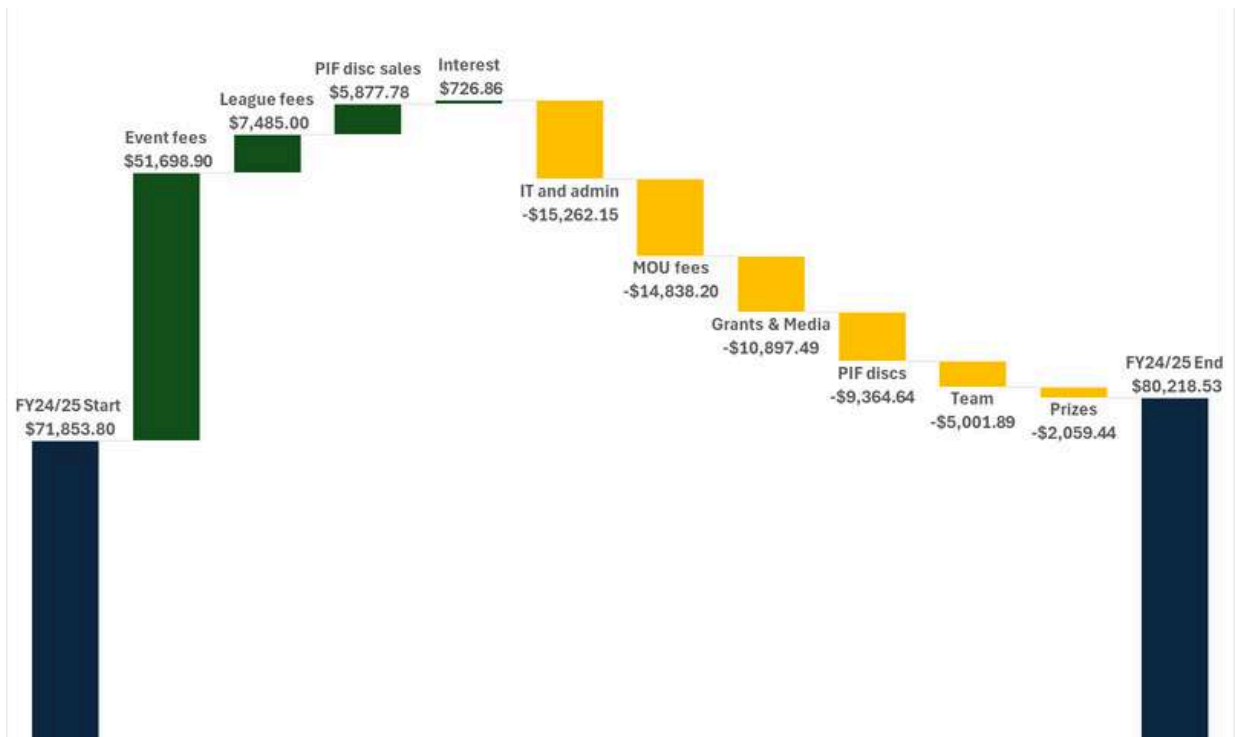 FY24/25 Start
$71,853.80
Event fees
$51,698.90
League fees
$7,485.00
PIF disc sales
$5,877.78
Interest
$726.86
IT and admin
-$15,262.15
MOU fees
-$14,838.20
Grants & Media
-$10,897.49
PIF discs
-$9,364.64
Team
-$5,001.89
Prizes
-$2,059.44
FY24/25 End
$80,218.53